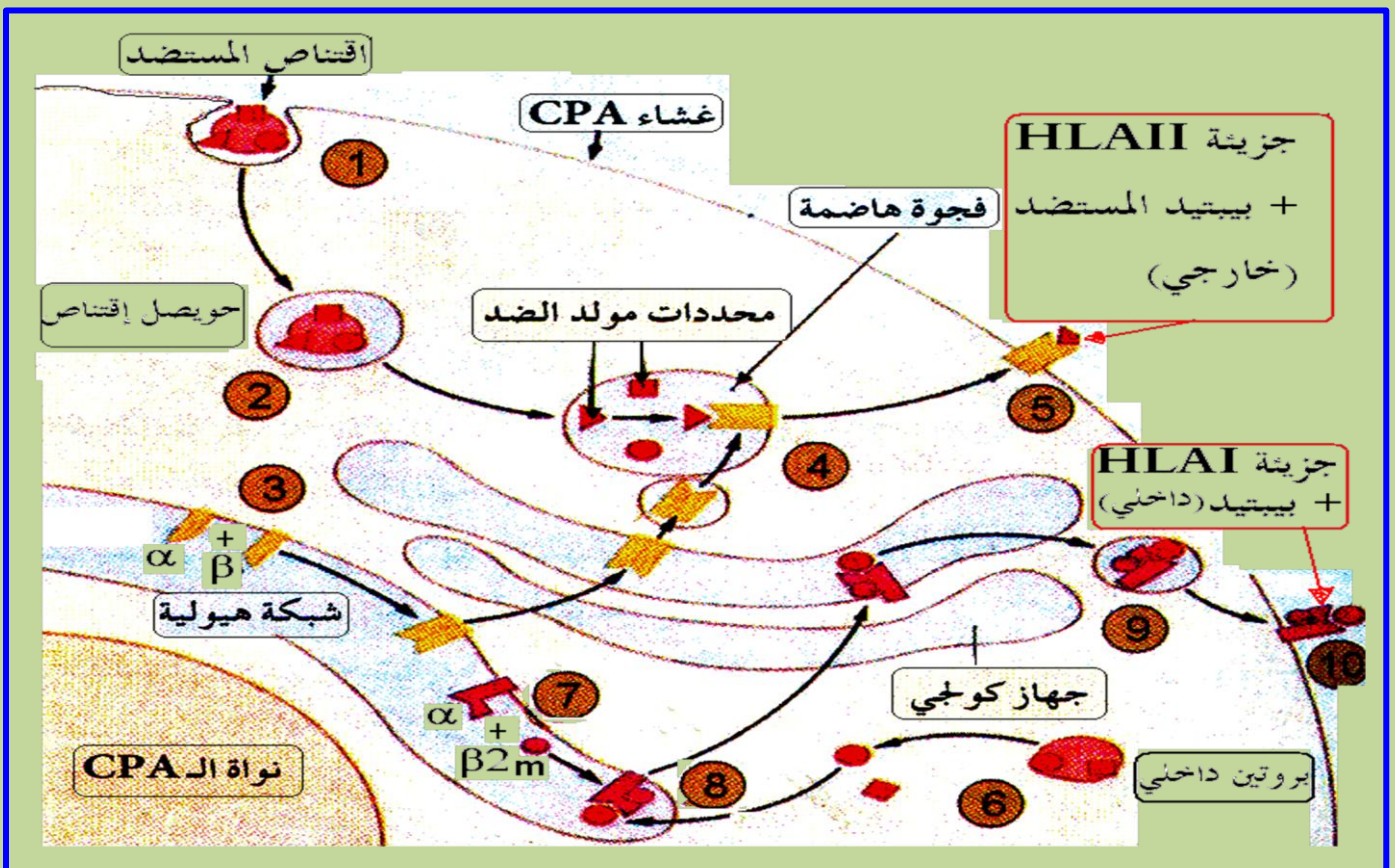 اقتناص المستضد
غشاء CPA
جزيئة HLAII
+ بيبتيد المستضد
(خارجي)
1
فجوة هاضمة
حويصل إقتناص
محددات مولد الضد
2
5
4
3
جزيئة HLAI
+ بيبتيد (داخلي)
α + β
شبكة هيولية
9
10
7
جهاز كولجي
α + β2m
نواة الـ CPA
8
6
بروتين داخلي